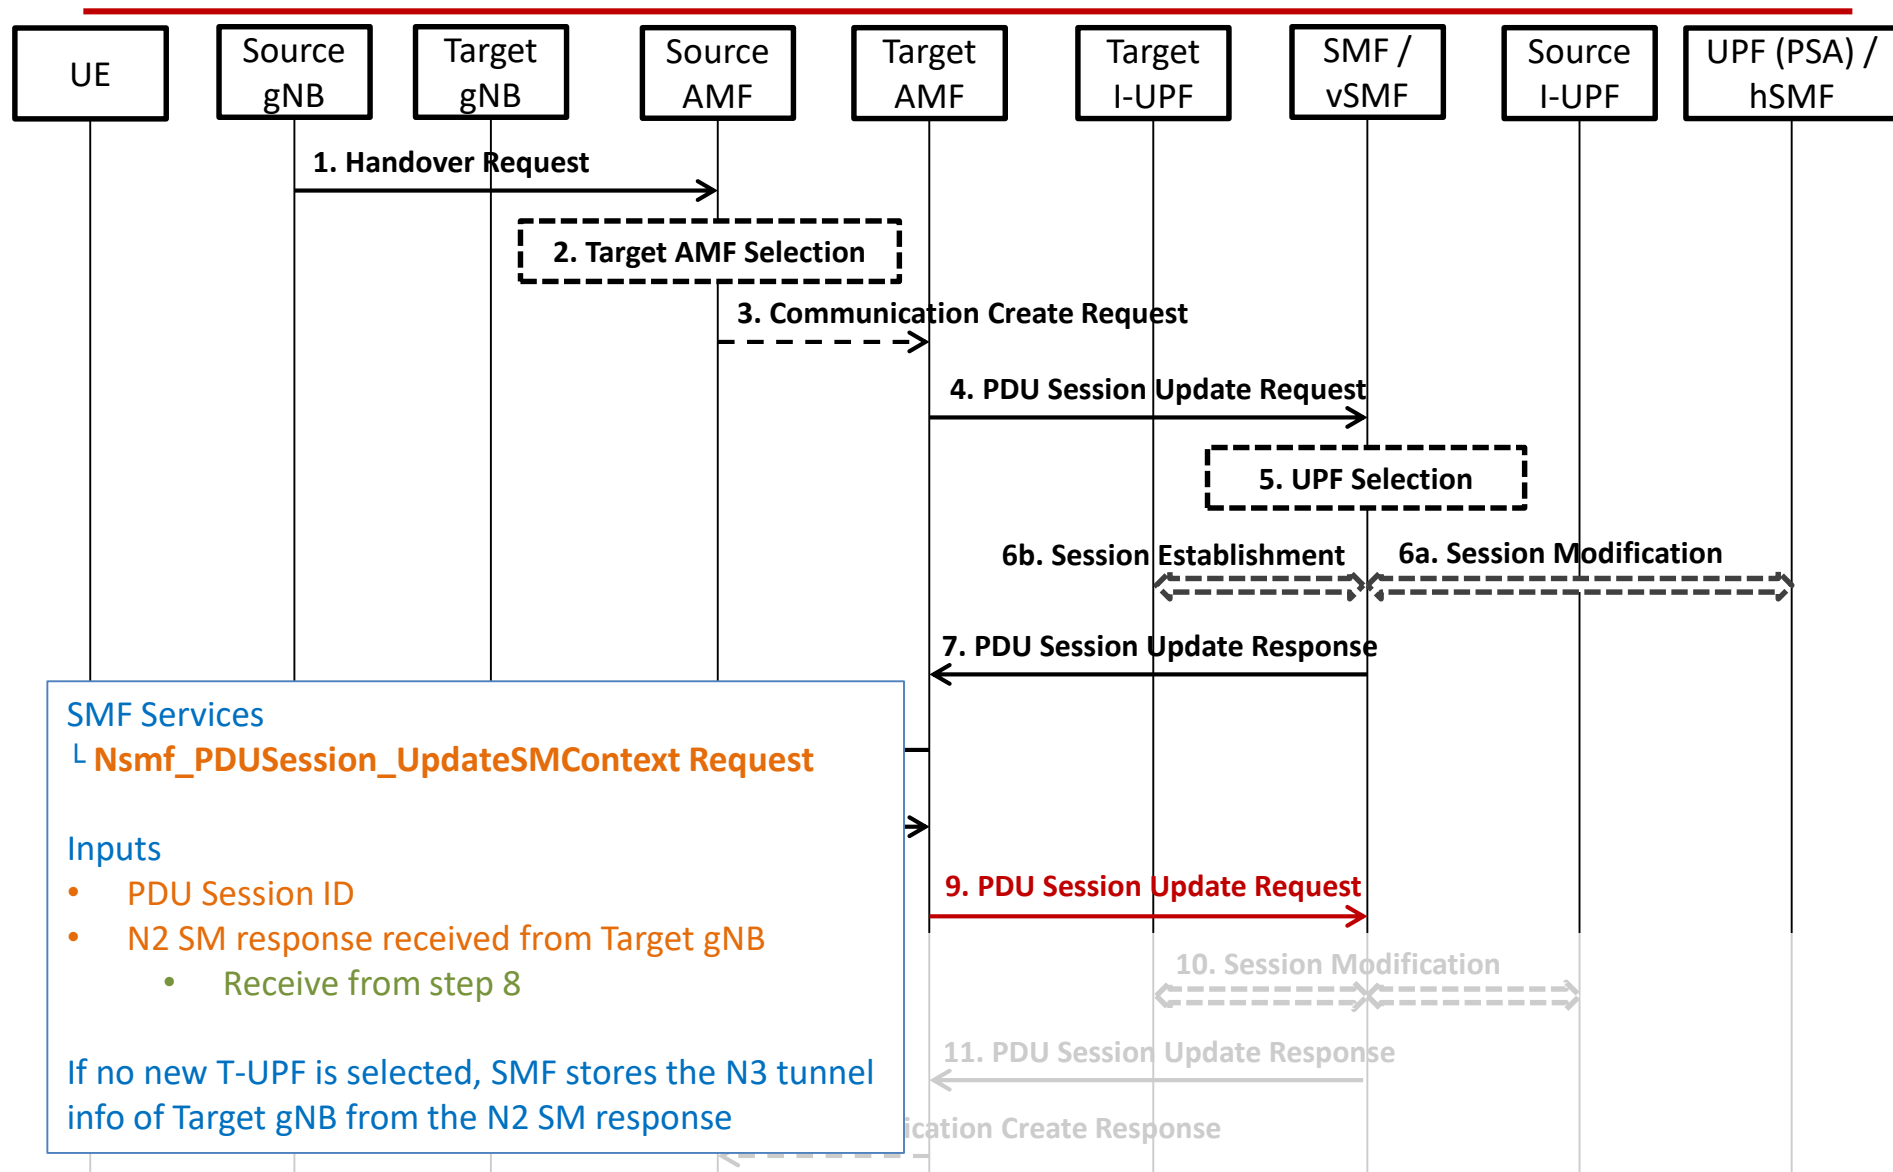 UE
Source
gNB
Target
gNB
Source
AMF
Target
AMF
Target
I-UPF
SMF /
vSMF
Source
I-UPF
UPF (PSA) /
hSMF
1. Handover Request
2. Target AMF Selection
3. Communication Create Request
4. PDU Session Update Request
5. UPF Selection
6b. Session Establishment
6a. Session Modification
7. PDU Session Update Response
SMF Services
└ Nsmf_PDUSession_UpdateSMContext Request
Inputs
• PDU Session ID
• N2 SM response received from Target gNB
• Receive from step 8
If no new T-UPF is selected, SMF stores the N3 tunnel
info of Target gNB from the N2 SM response
9. PDU Session Update Request
10. Session Modification
11. PDU Session Update Response
ication Create Response